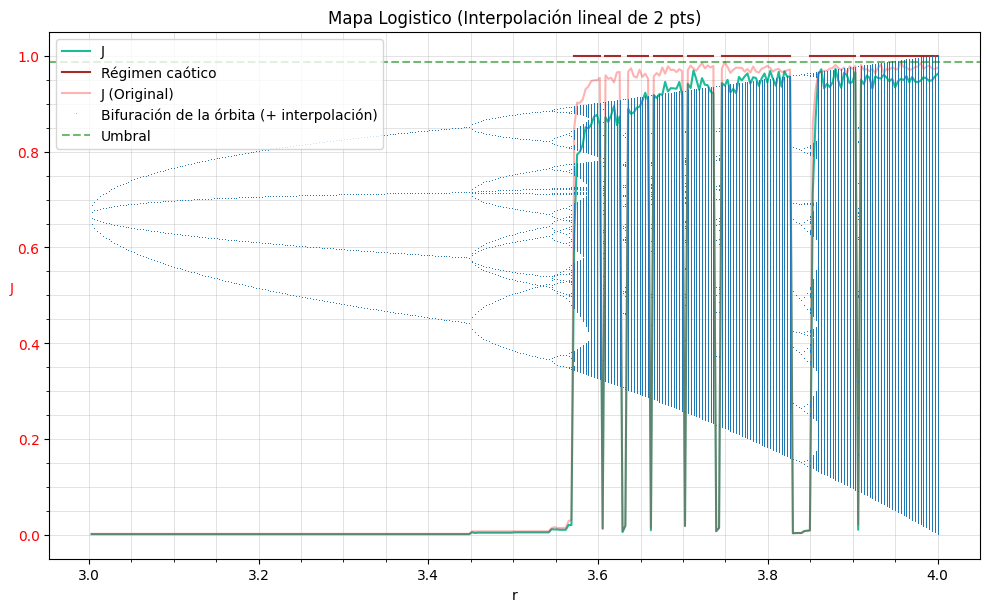 Mapa Logistico (Interpolación lineal de 2 pts)
J
Régimen caótico
J (Original)
Bifuración de la órbita (+ interpolación)
Umbral
1.0
0.8
0.6
0.4
0.2
0.0
J
3.0 3.2 3.4 3.6 3.8 4.0
r